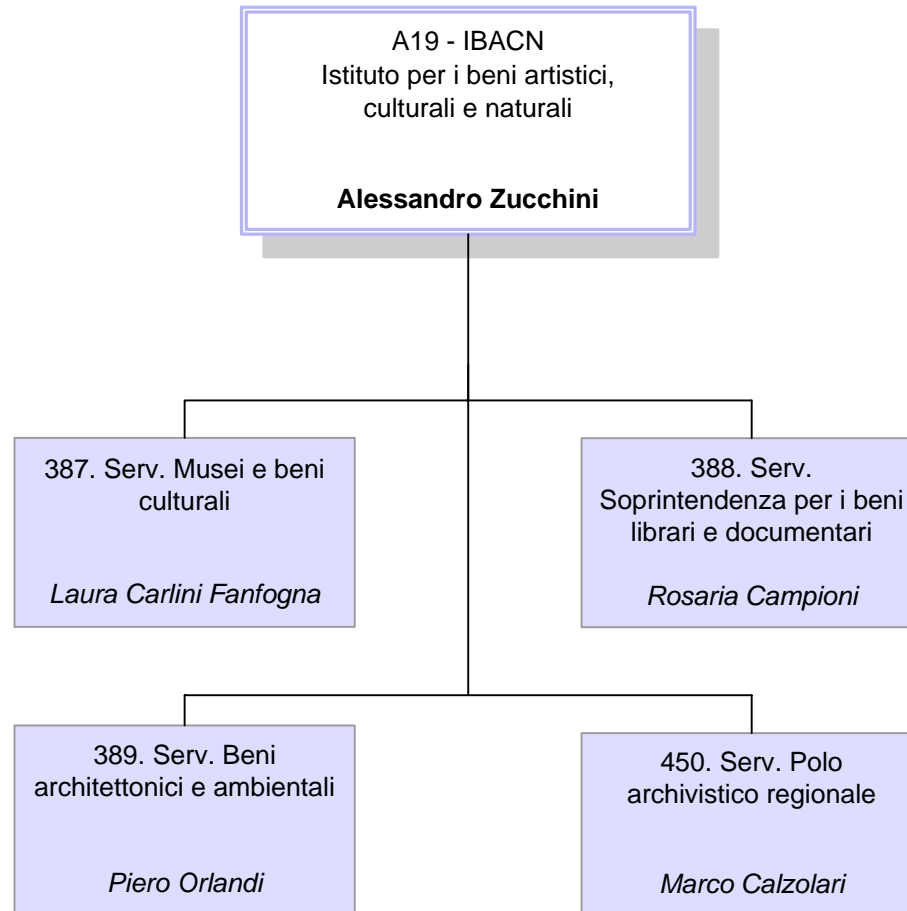 A19 - IBACN
Istituto per i beni artistici,
culturali e naturali
Alessandro Zucchini
387. Serv. Musei e beni
culturali
Laura Carlini Fanfogna
388. Serv.
Soprintendenza per i beni
librari e documentari
Rosaria Campioni
389. Serv. Beni
architettonici e ambientali
Piero Orlandi
450. Serv. Polo
archivistico regionale
Marco Calzolari